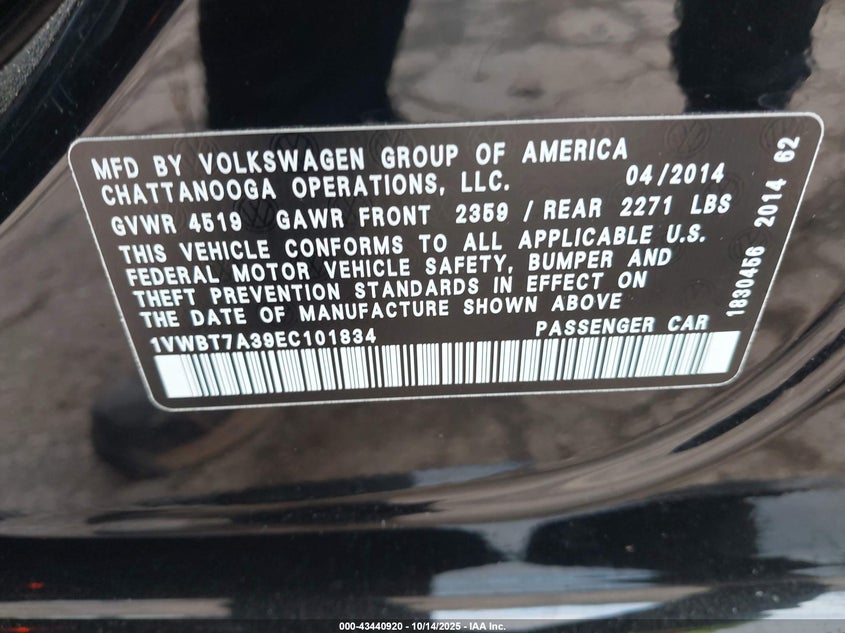 MFD BY VOLKSWAGEN GROUP OF AMERICA
CHATTANOOGA OPERATIONS, LLC. 04/2014
GVWR 4519 GAWR FRONT 2359 / REAR 2271 LBS
THIS VEHICLE CONFORMS TO ALL APPLICABLE U.S.
FEDERAL MOTOR VEHICLE SAFETY, BUMPER AND
THEFT PREVENTION STANDARDS IN EFFECT ON
THE DATE OF MANUFACTURE SHOWN ABOVE
1VWBT7A39EC101834 PASSENGER CAR
1830456 2014 62
000-43440920 | 10/14/2025 - IAA Inc.